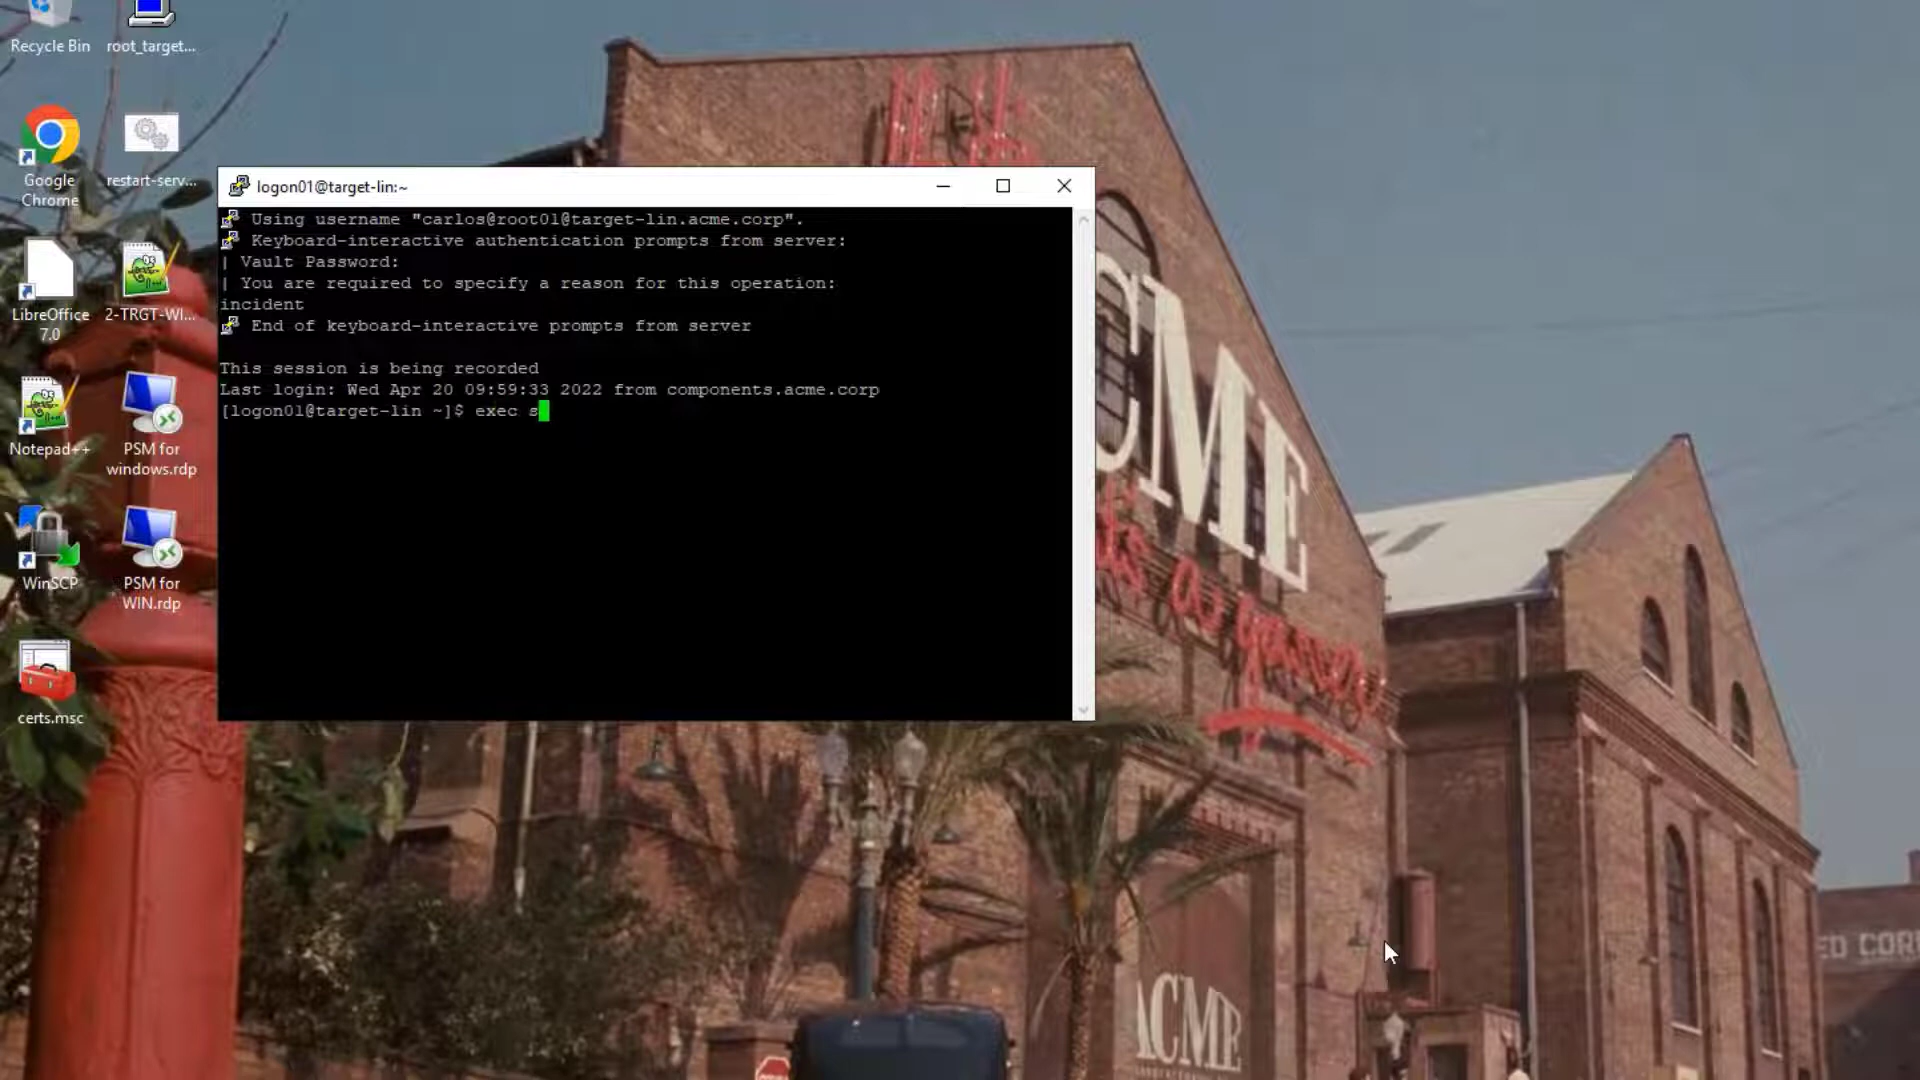 Recycle Bin
root_target...
Google
Chrome
restart-serv...
LibreOffice
7.0
2-TRGT-WI...
Notepad++
PSM for
windows.rdp
WinSCP
PSM for
WIN.rdp
certs.msc
logon01@target-lin:~
Using username "carlos@root01@target-lin.acme.corp".
Keyboard-interactive authentication prompts from server:
| Vault Password:
| You are required to specify a reason for this operation:
incident
End of keyboard-interactive prompts from server
This session is being recorded
Last login: Wed Apr 20 09:59:33 2022 from components.acme.corp
[logon01@target-lin ~]$ exec s
CME
is a
ACME
ED COR